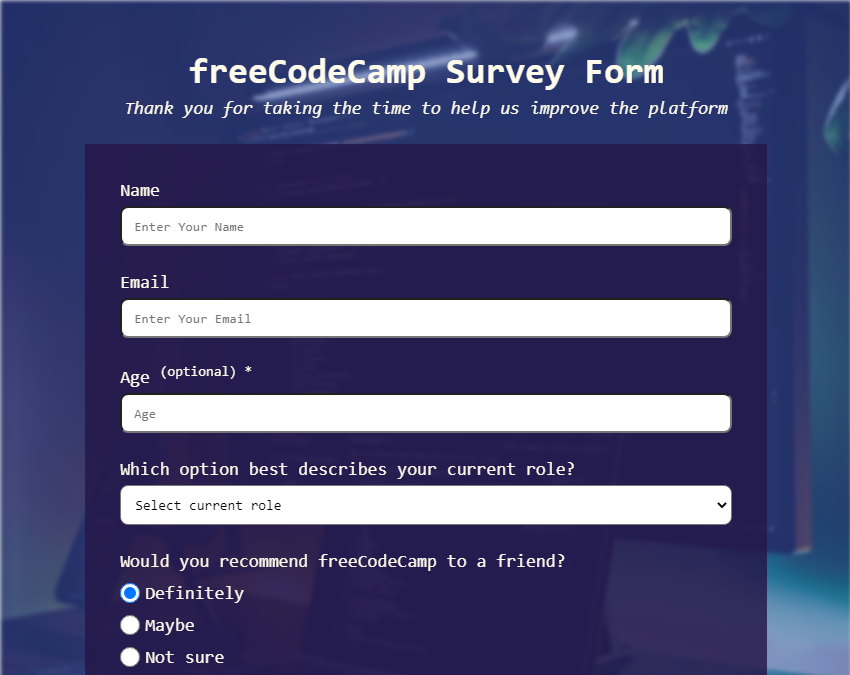 freeCodeCamp Survey Form
Thank you for taking the time to help us improve the platform
Name
Enter Your Name
Email
Enter Your Email
Age (optional) *
Age
Which option best describes your current role?
Select current role
Would you recommend freeCodeCamp to a friend?
Definitely
Maybe
Not sure